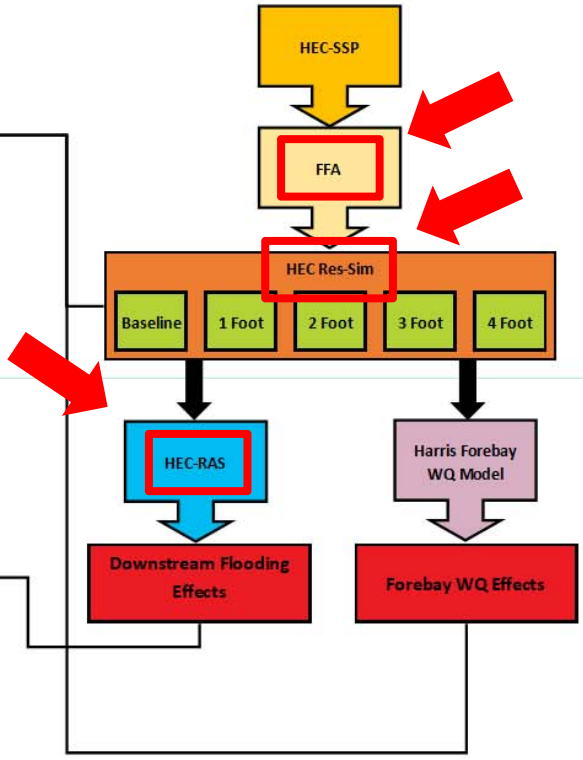 HEC-SSP
FFA
HEC Res-Sim
Baseline
1 Foot
2 Foot
3 Foot
4 Foot
HEC-RAS
Harris Forebay
WQ Model
Downstream Flooding
Effects
Forebay WQ Effects